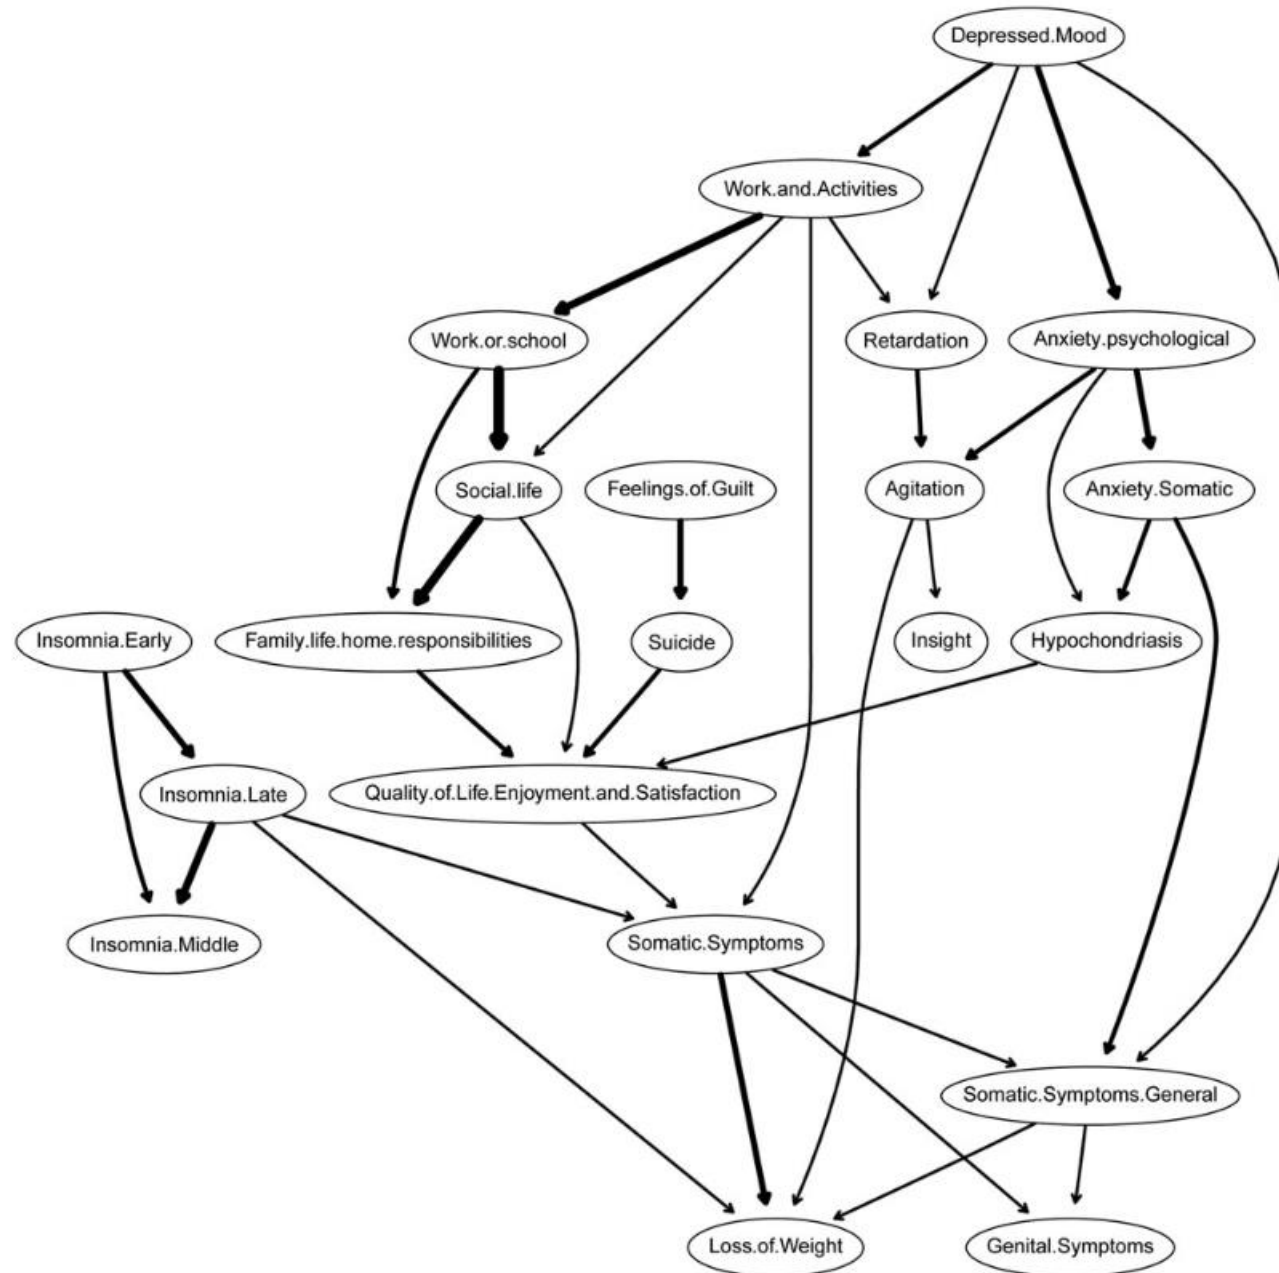 Depressed.Mood
Work.and.Activities
Work.or.school
Retardation
Anxiety.psychological
Social.life
Feelings.of.Guilt
Agitation
Anxiety.Somatic
Insomnia.Early
Family.life.home.responsibilities
Suicide
Insight
Hypochondriasis
Insomnia.Late
Quality.of.Life.Enjoyment.and.Satisfaction
Insomnia.Middle
Somatic.Symptoms
Somatic.Symptoms.General
Loss.of.Weight
Genital.Symptoms